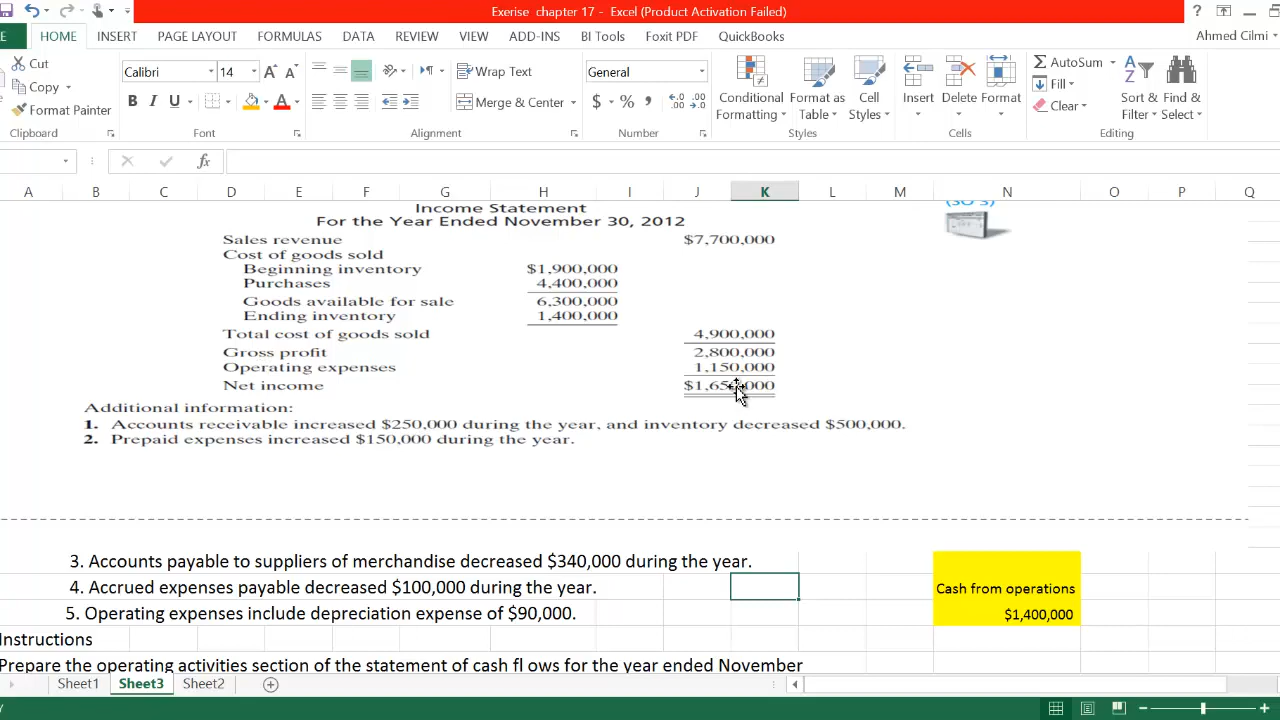 Exerise chapter 17 - Excel (Product Activation Failed)
HOME INSERT PAGE LAYOUT FORMULAS DATA REVIEW VIEW ADD-INS BI Tools Foxit PDF QuickBooks Ahmed Cilmi
Cut
Copy
Format Painter
Calibri 14
B I U A
Wrap Text
Merge & Center
General
$ %
Conditional Formatting
Format as Table
Cell Styles
Insert Delete Format
AutoSum
Fill
Clear
Sort & Filter
Find & Select
Clipboard Font Alignment Number Styles Cells Editing
fx
A B C D E F G H I J K L M N O P Q
(SO 3)
Income Statement
For the Year Ended November 30, 2012
Sales revenue $7,700,000
Cost of goods sold
Beginning inventory $1,900,000
Purchases 4,400,000
Goods available for sale 6,300,000
Ending inventory 1,400,000
Total cost of goods sold 4,900,000
Gross profit 2,800,000
Operating expenses 1,150,000
Net income $1,650,000
Additional information:
1. Accounts receivable increased $250,000 during the year, and inventory decreased $500,000.
2. Prepaid expenses increased $150,000 during the year.
3. Accounts payable to suppliers of merchandise decreased $340,000 during the year.
4. Accrued expenses payable decreased $100,000 during the year.
Cash from operations
5. Operating expenses include depreciation expense of $90,000.
$1,400,000
Instructions
Prepare the operating activities section of the statement of cash fl ows for the year ended November
Sheet1 Sheet3 Sheet2